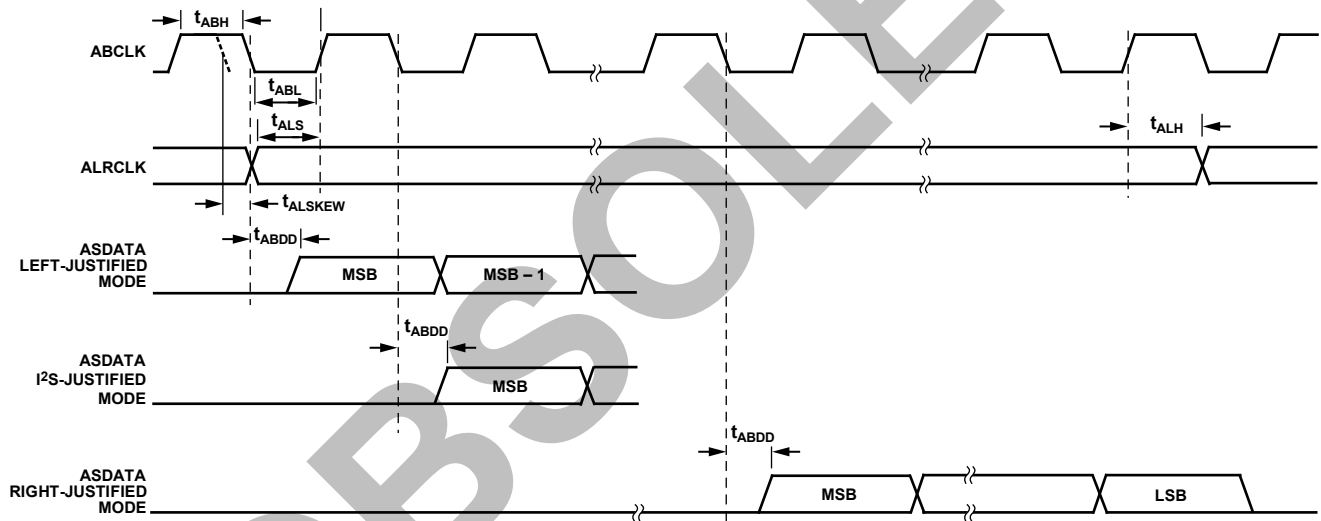 tABH
ABCLK
tABL
tALS
tALH
ALRCLK
tALSKEW
tABDD
ASDATA
LEFT-JUSTIFIED
MODE
MSB
MSB – 1
tABDD
ASDATA
I2S-JUSTIFIED
MODE
MSB
tABDD
ASDATA
RIGHT-JUSTIFIED
MODE
MSB
LSB
OBSOLE